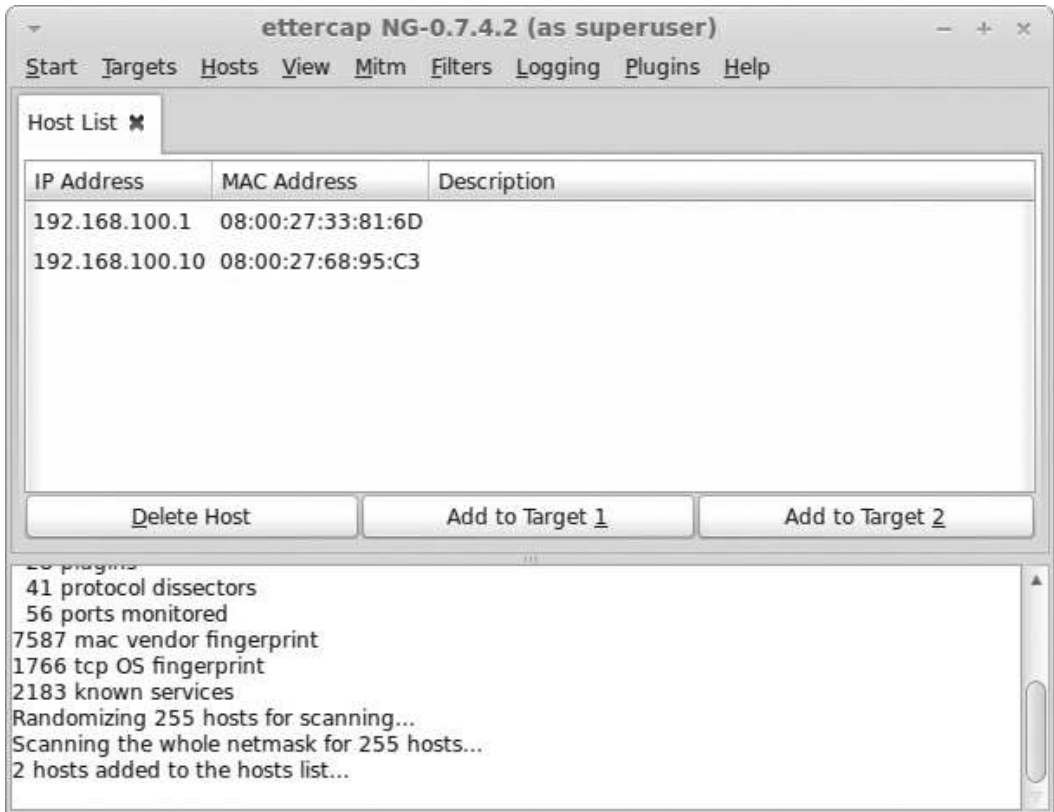 ettercap NG-0.7.4.2 (as superuser)
Start Targets Hosts View Mitm Filters Logging Plugins Help
Host List
IP Address MAC Address Description
192.168.100.1 08:00:27:33:81:6D
192.168.100.10 08:00:27:68:95:C3
Delete Host Add to Target 1 Add to Target 2
plugins
41 protocol dissectors
56 ports monitored
7587 mac vendor fingerprint
1766 tcp OS fingerprint
2183 known services
Randomizing 255 hosts for scanning...
Scanning the whole netmask for 255 hosts...
2 hosts added to the hosts list...